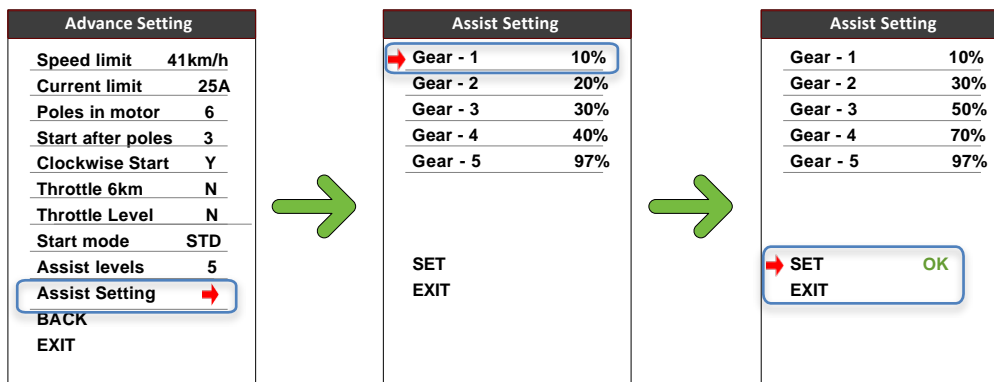 Advance Setting
Speed limit 41km/h
Current limit 25A
Poles in motor 6
Start after poles 3
Clockwise Start Y
Throttle 6km N
Throttle Level N
Start mode STD
Assist levels 5
Assist Setting
BACK
EXIT
Assist Setting
Gear - 1 10%
Gear - 2 20%
Gear - 3 30%
Gear - 4 40%
Gear - 5 97%
SET
EXIT
Assist Setting
Gear - 1 10%
Gear - 2 30%
Gear - 3 50%
Gear - 4 70%
Gear - 5 97%
SET OK
EXIT